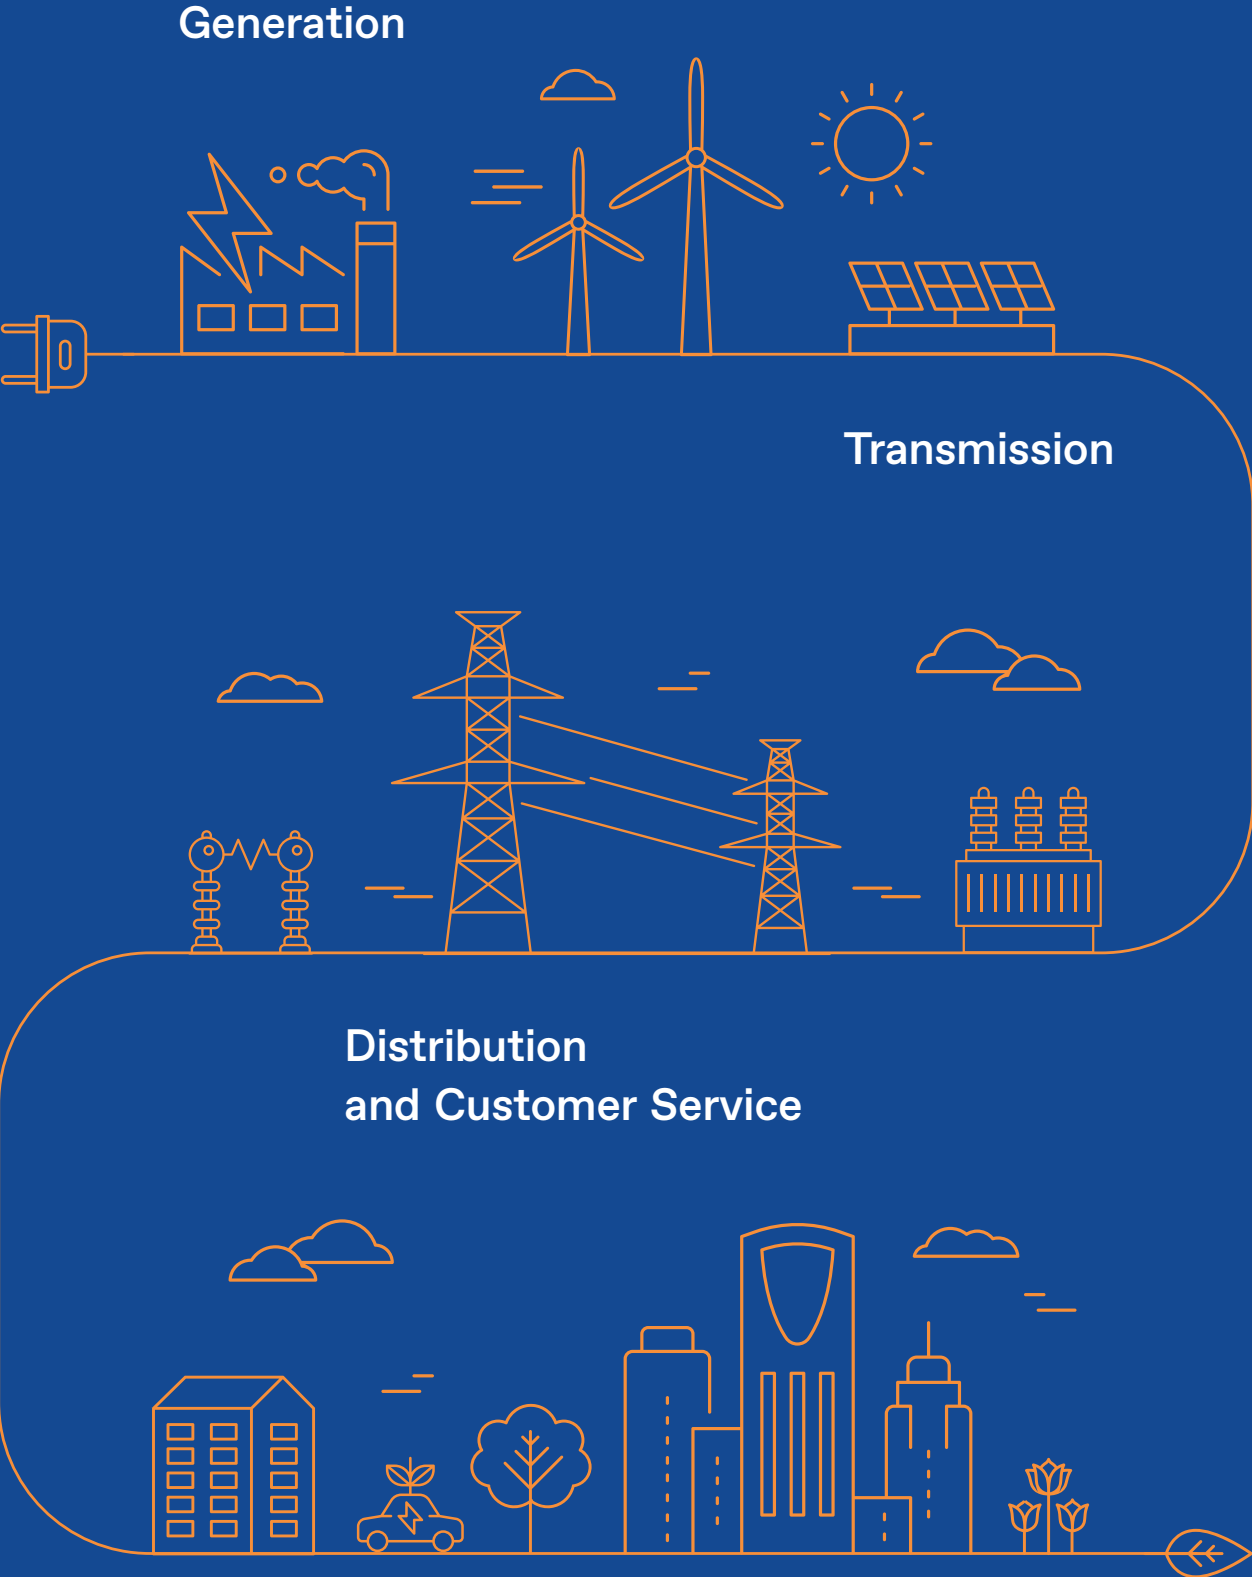 Generation
Transmission
Distribution
and Customer Service